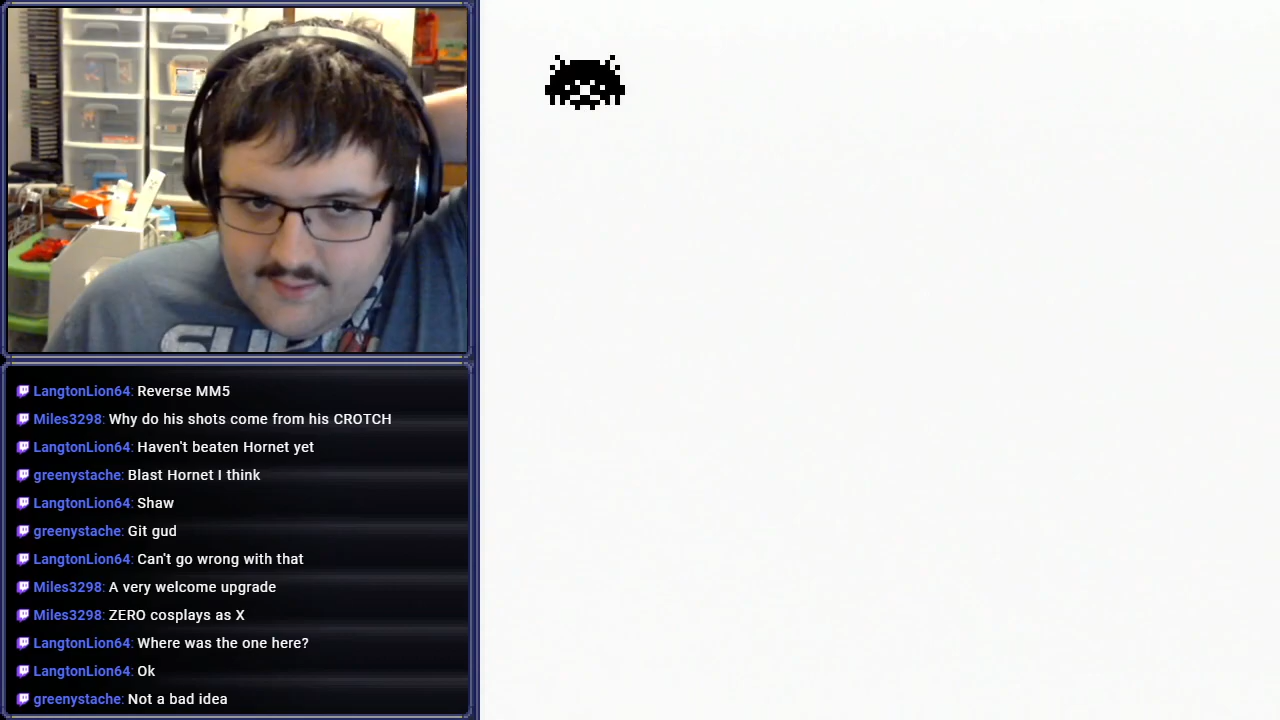 LangtonLion64: Reverse MM5
Miles3298: Why do his shots come from his CROTCH
LangtonLion64: Haven't beaten Hornet yet
greenystache: Blast Hornet I think
LangtonLion64: Shaw
greenystache: Git gud
LangtonLion64: Can't go wrong with that
Miles3298: A very welcome upgrade
Miles3298: ZERO cosplays as X
LangtonLion64: Where was the one here?
LangtonLion64: Ok
greenystache: Not a bad idea